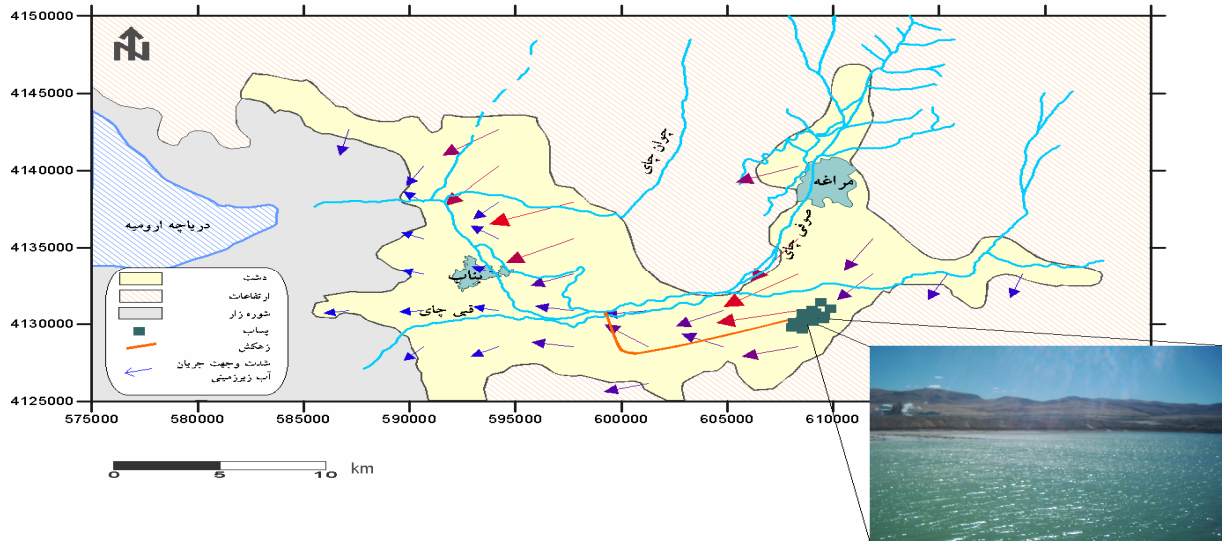 4150000
4145000
4140000
4135000
4130000
4125000
575000
580000
585000
590000
595000
600000
605000
610000
N
چوان چای
مراغه
صوفی چای
دریاچه ارومیه
بناب
قبی چای
دشت
ارتفاعات
شوره زار
پساب
زهکش
شدت وجهت جریان
آب زیرزمینی
0
5
10
km